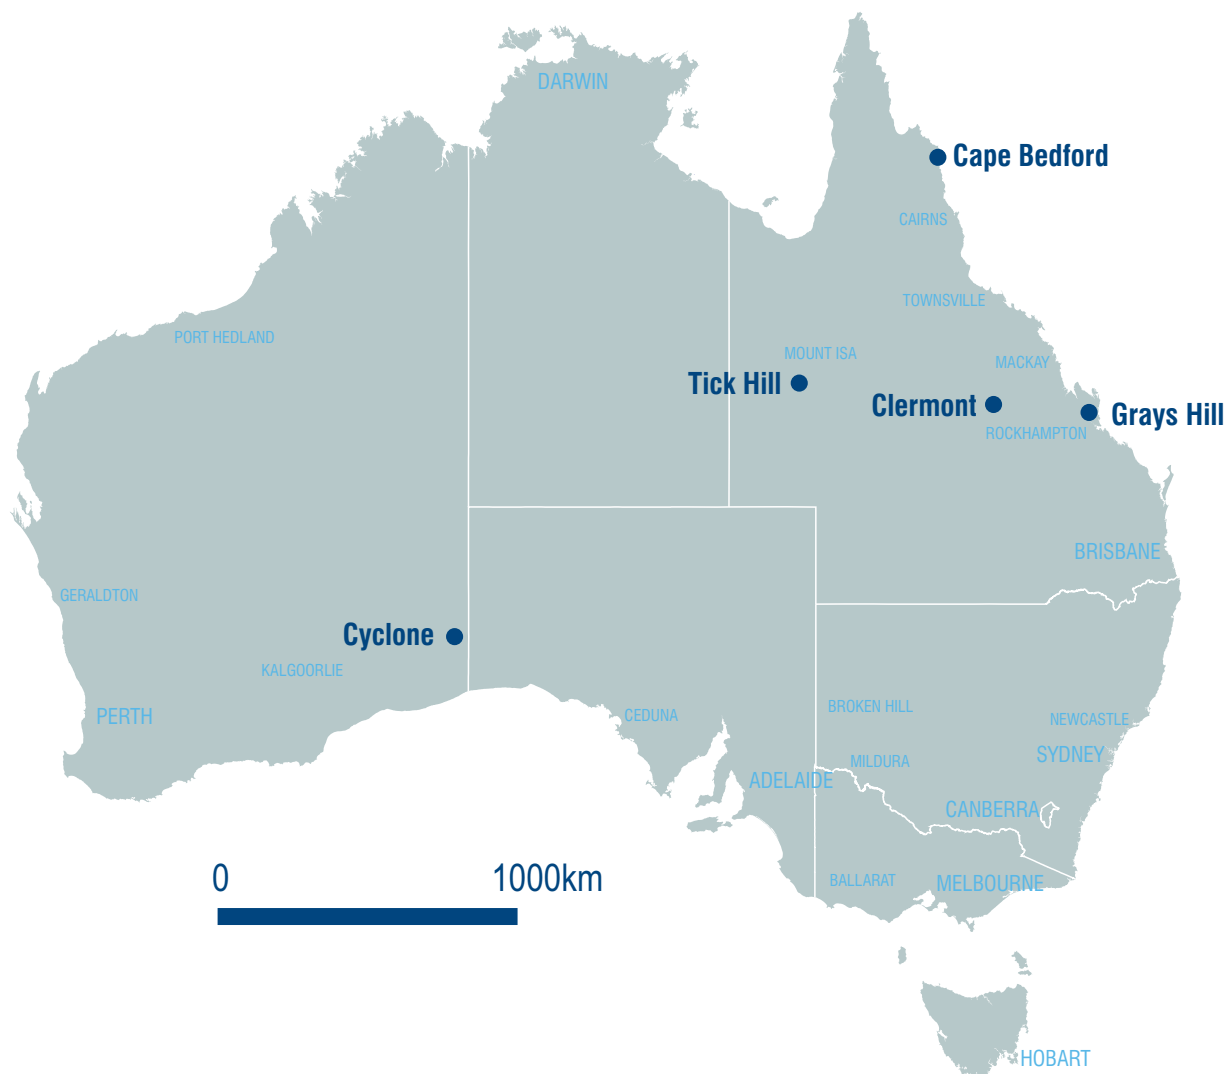 DARWIN
Cape Bedford
CAIRNS
TOWNSVILLE
PORT HEDLAND
MOUNT ISA
MACKAY
Tick Hill
Clermont
Grays Hill
ROCKHAMPTON
BRISBANE
GERALDTON
Cyclone
KALGOORLIE
BROKEN HILL
PERTH
CEDUNA
NEWCASTLE
SYDNEY
MILDURA
ADELAIDE
CANBERRA
0 1000km
BALLARAT
MELBOURNE
HOBART